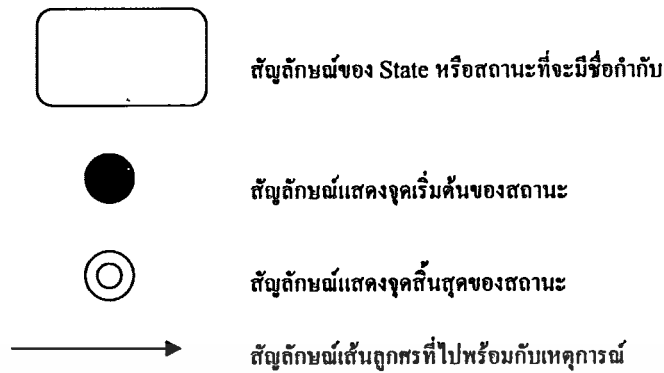 สัญลักษณ์ของ State หรือสถานะที่จะมีชื่อกำกับ
สัญลักษณ์แสดงจุดเริ่มต้นของสถานะ
สัญลักษณ์แสดงจุดสิ้นสุดของสถานะ
สัญลักษณ์เส้นลูกศรที่ไปพร้อมกับเหตุการณ์